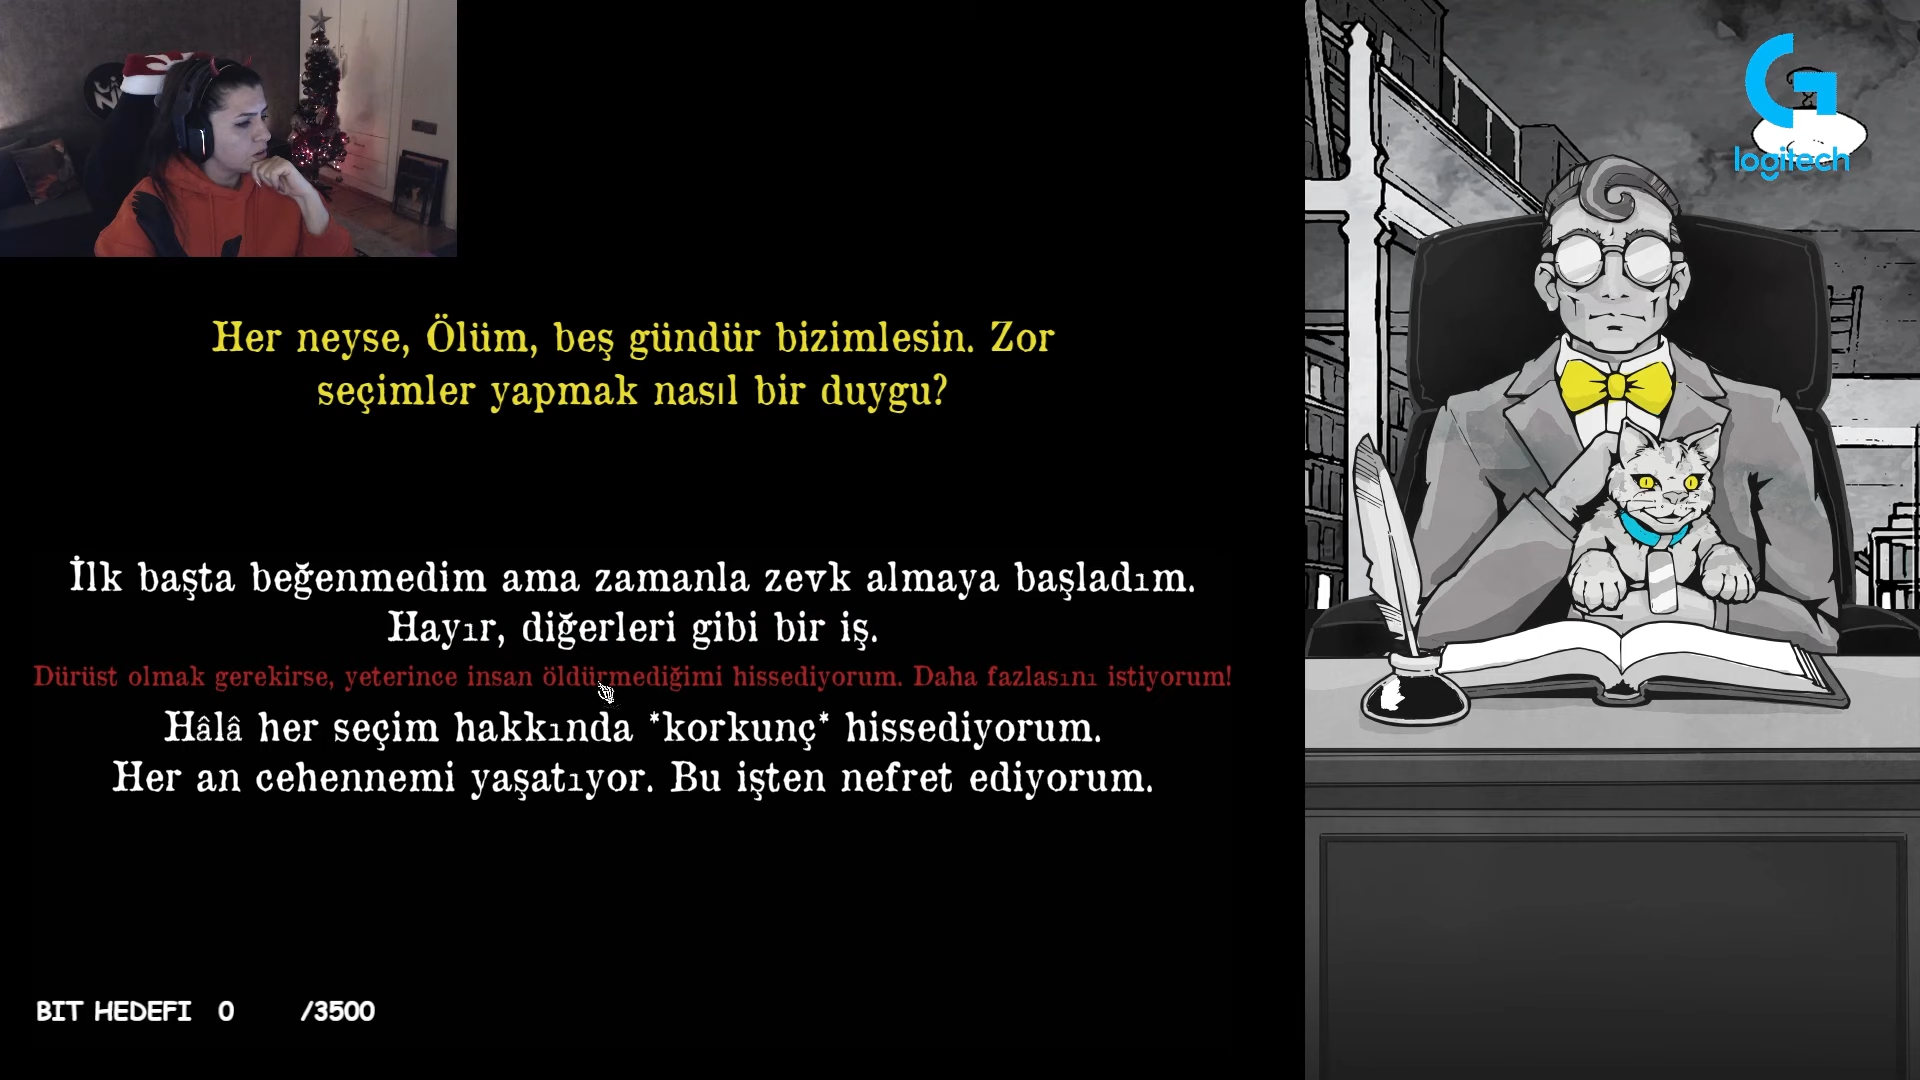 logitech
Her neyse, Ölüm, beş gündür bizimlesin. Zor
seçimler yapmak nasıl bir duygu?
İlk başta beğenmedim ama zamanla zevk almaya başladım.
Hayır, diğerleri gibi bir iş.
Dürüst olmak gerekirse, yeterince insan öldürmediğimi hissediyorum. Daha fazlasını istiyorum!
Hâlâ her seçim hakkında *korkunç* hissediyorum.
Her an cehennemi yaşatıyor. Bu işten nefret ediyorum.
BIT HEDEFI 0 /3500